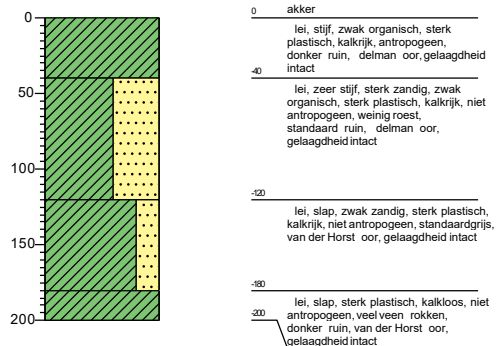 0
50
100
150
200
0 akker
lei, stijf, zwak organisch, sterk
plastisch, kalkrijk, antropogeen,
donker ruin, delman oor, gelaagdheid
intact
-40
lei, zeer stijf, sterk zandig, zwak
organisch, sterk plastisch, kalkrijk, niet
antropogeen, weinig roest,
standaard ruin, delman oor,
gelaagdheid intact
-120
lei, slap, zwak zandig, sterk plastisch,
kalkrijk, niet antropogeen, standaardgrijs,
van der Horst oor, gelaagdheid intact
-180
lei, slap, sterk plastisch, kalkloos, niet
antropogeen, veel veen rokken,
donker ruin, van der Horst oor,
gelaagdheid intact
-200